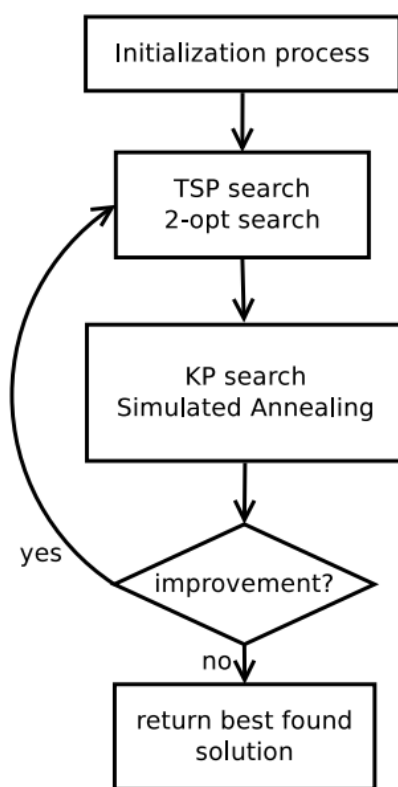 Initialization process
TSP search
2-opt search
KP search
Simulated Annealing
improvement?
yes
no
return best found
solution